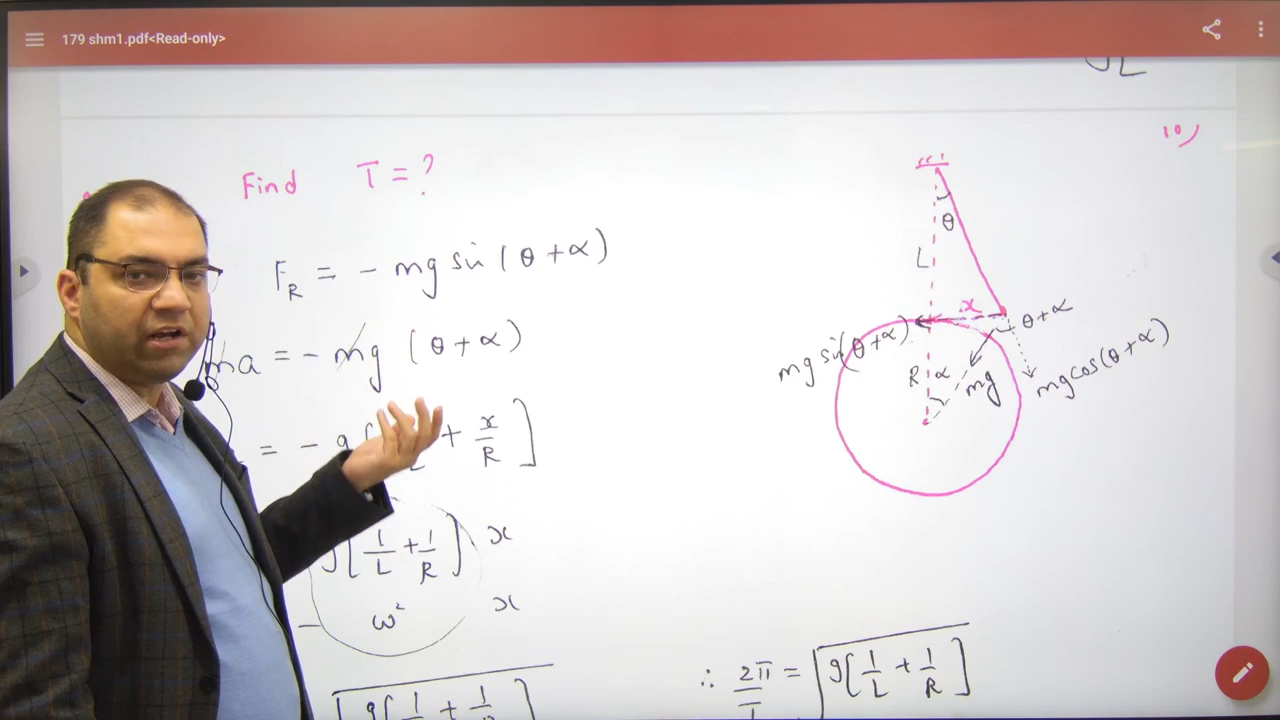 179 shm1.pdf<Read-only>
10)
Find T = ?
F_R = - mg sin (θ + α)
ma = - mg (θ + α)
= - g [ + x/R ]
[ 1/L + 1/R ] x
- ω² x
g [ 1/L +
∴ 2π/T = √ g [ 1/L + 1/R ]
θ
L
x
θ + α
mg sin(θ + α)
R
α
mg
mg cos(θ + α)